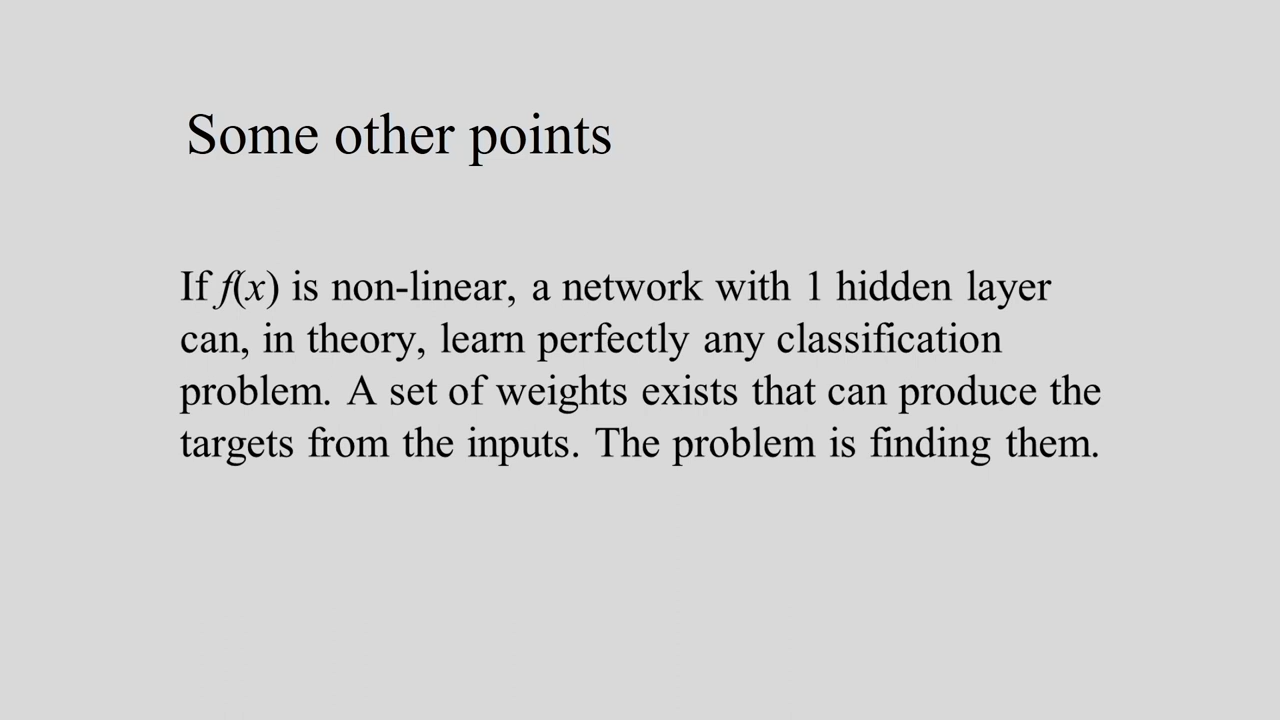 Some other points
If f(x) is non-linear, a network with 1 hidden layer
can, in theory, learn perfectly any classification
problem. A set of weights exists that can produce the
targets from the inputs. The problem is finding them.